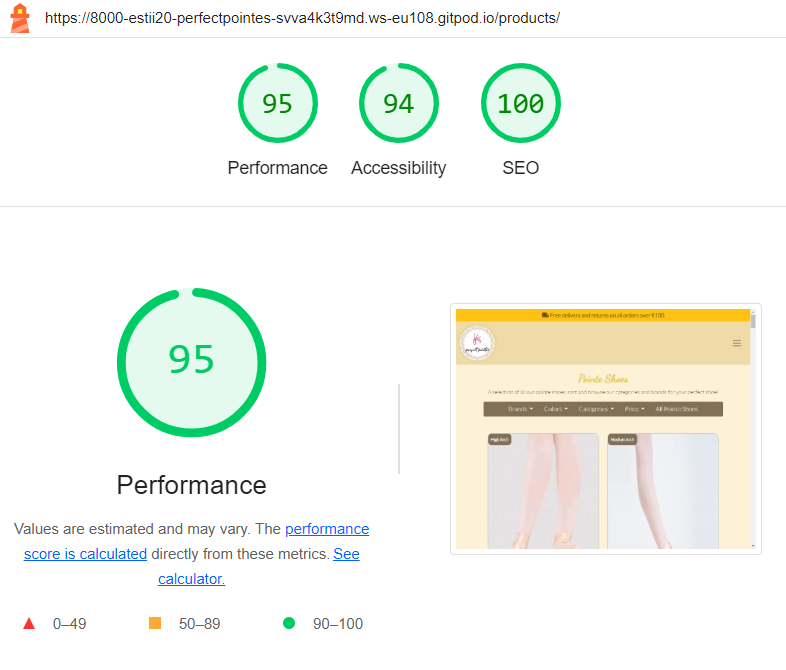 https://8000-estii20-perfectpointes-svva4k3t9md.ws-eu108.gitpod.io/products/
95 94 100
Performance Accessibility SEO
95
Performance
Values are estimated and may vary. The performance
score is calculated directly from these metrics. See
calculator.
0–49 50–89 90–100
Free delivery and returns on all orders over €100
Pointe Shoes
A selection of all our pointe shoes, sort and browse our categories and brands for your perfect shoe!
Brands Colors Categories Price All Pointe Shoes
High Arch Medium Arch